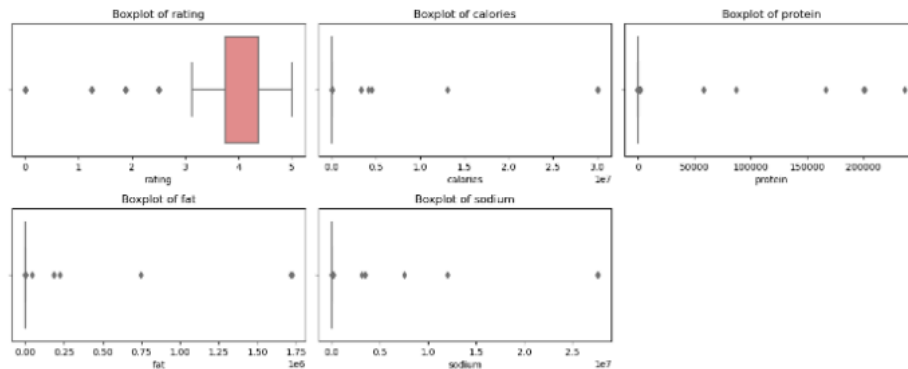 Boxplot of rating
0 1 2 3 4 5
rating
Boxplot of calories
0.0 0.5 1.0 1.5 2.0 2.5 3.0
calories
1e7
Boxplot of protein
0 50000 100000 150000 200000
protein
Boxplot of fat
0.00 0.25 0.50 0.75 1.00 1.25 1.50 1.75
fat
1e6
Boxplot of sodium
0.0 0.5 1.0 1.5 2.0 2.5
sodium
1e7